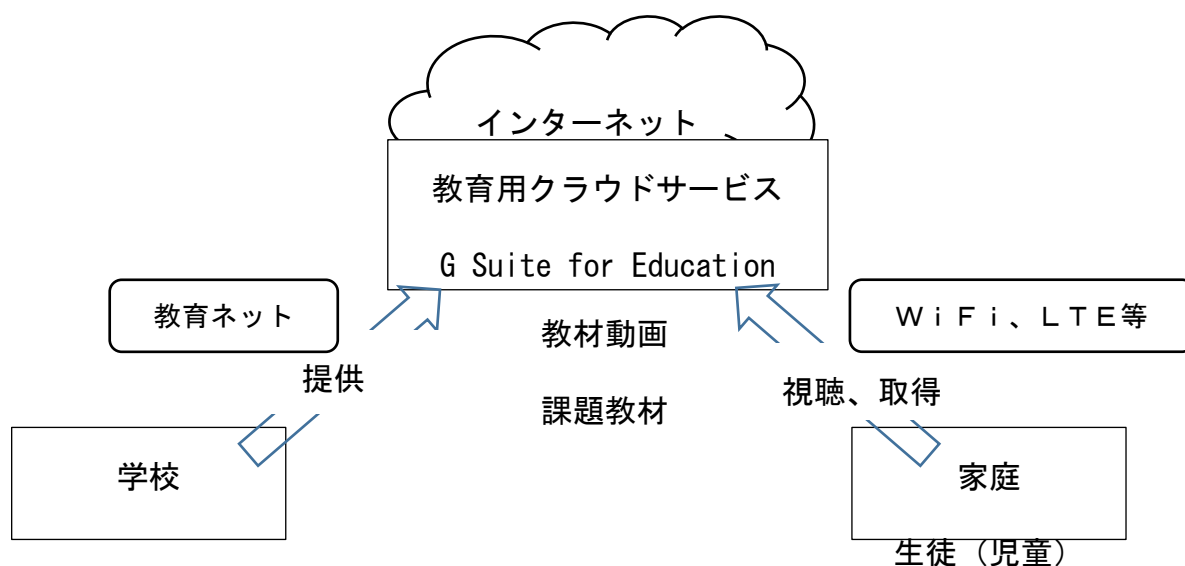 インターネット
教育用クラウドサービス
G Suite for Education
教育ネット
ＷｉＦｉ、ＬＴＥ等
教材動画
提供
視聴、取得
課題教材
学校
家庭
生徒（児童）